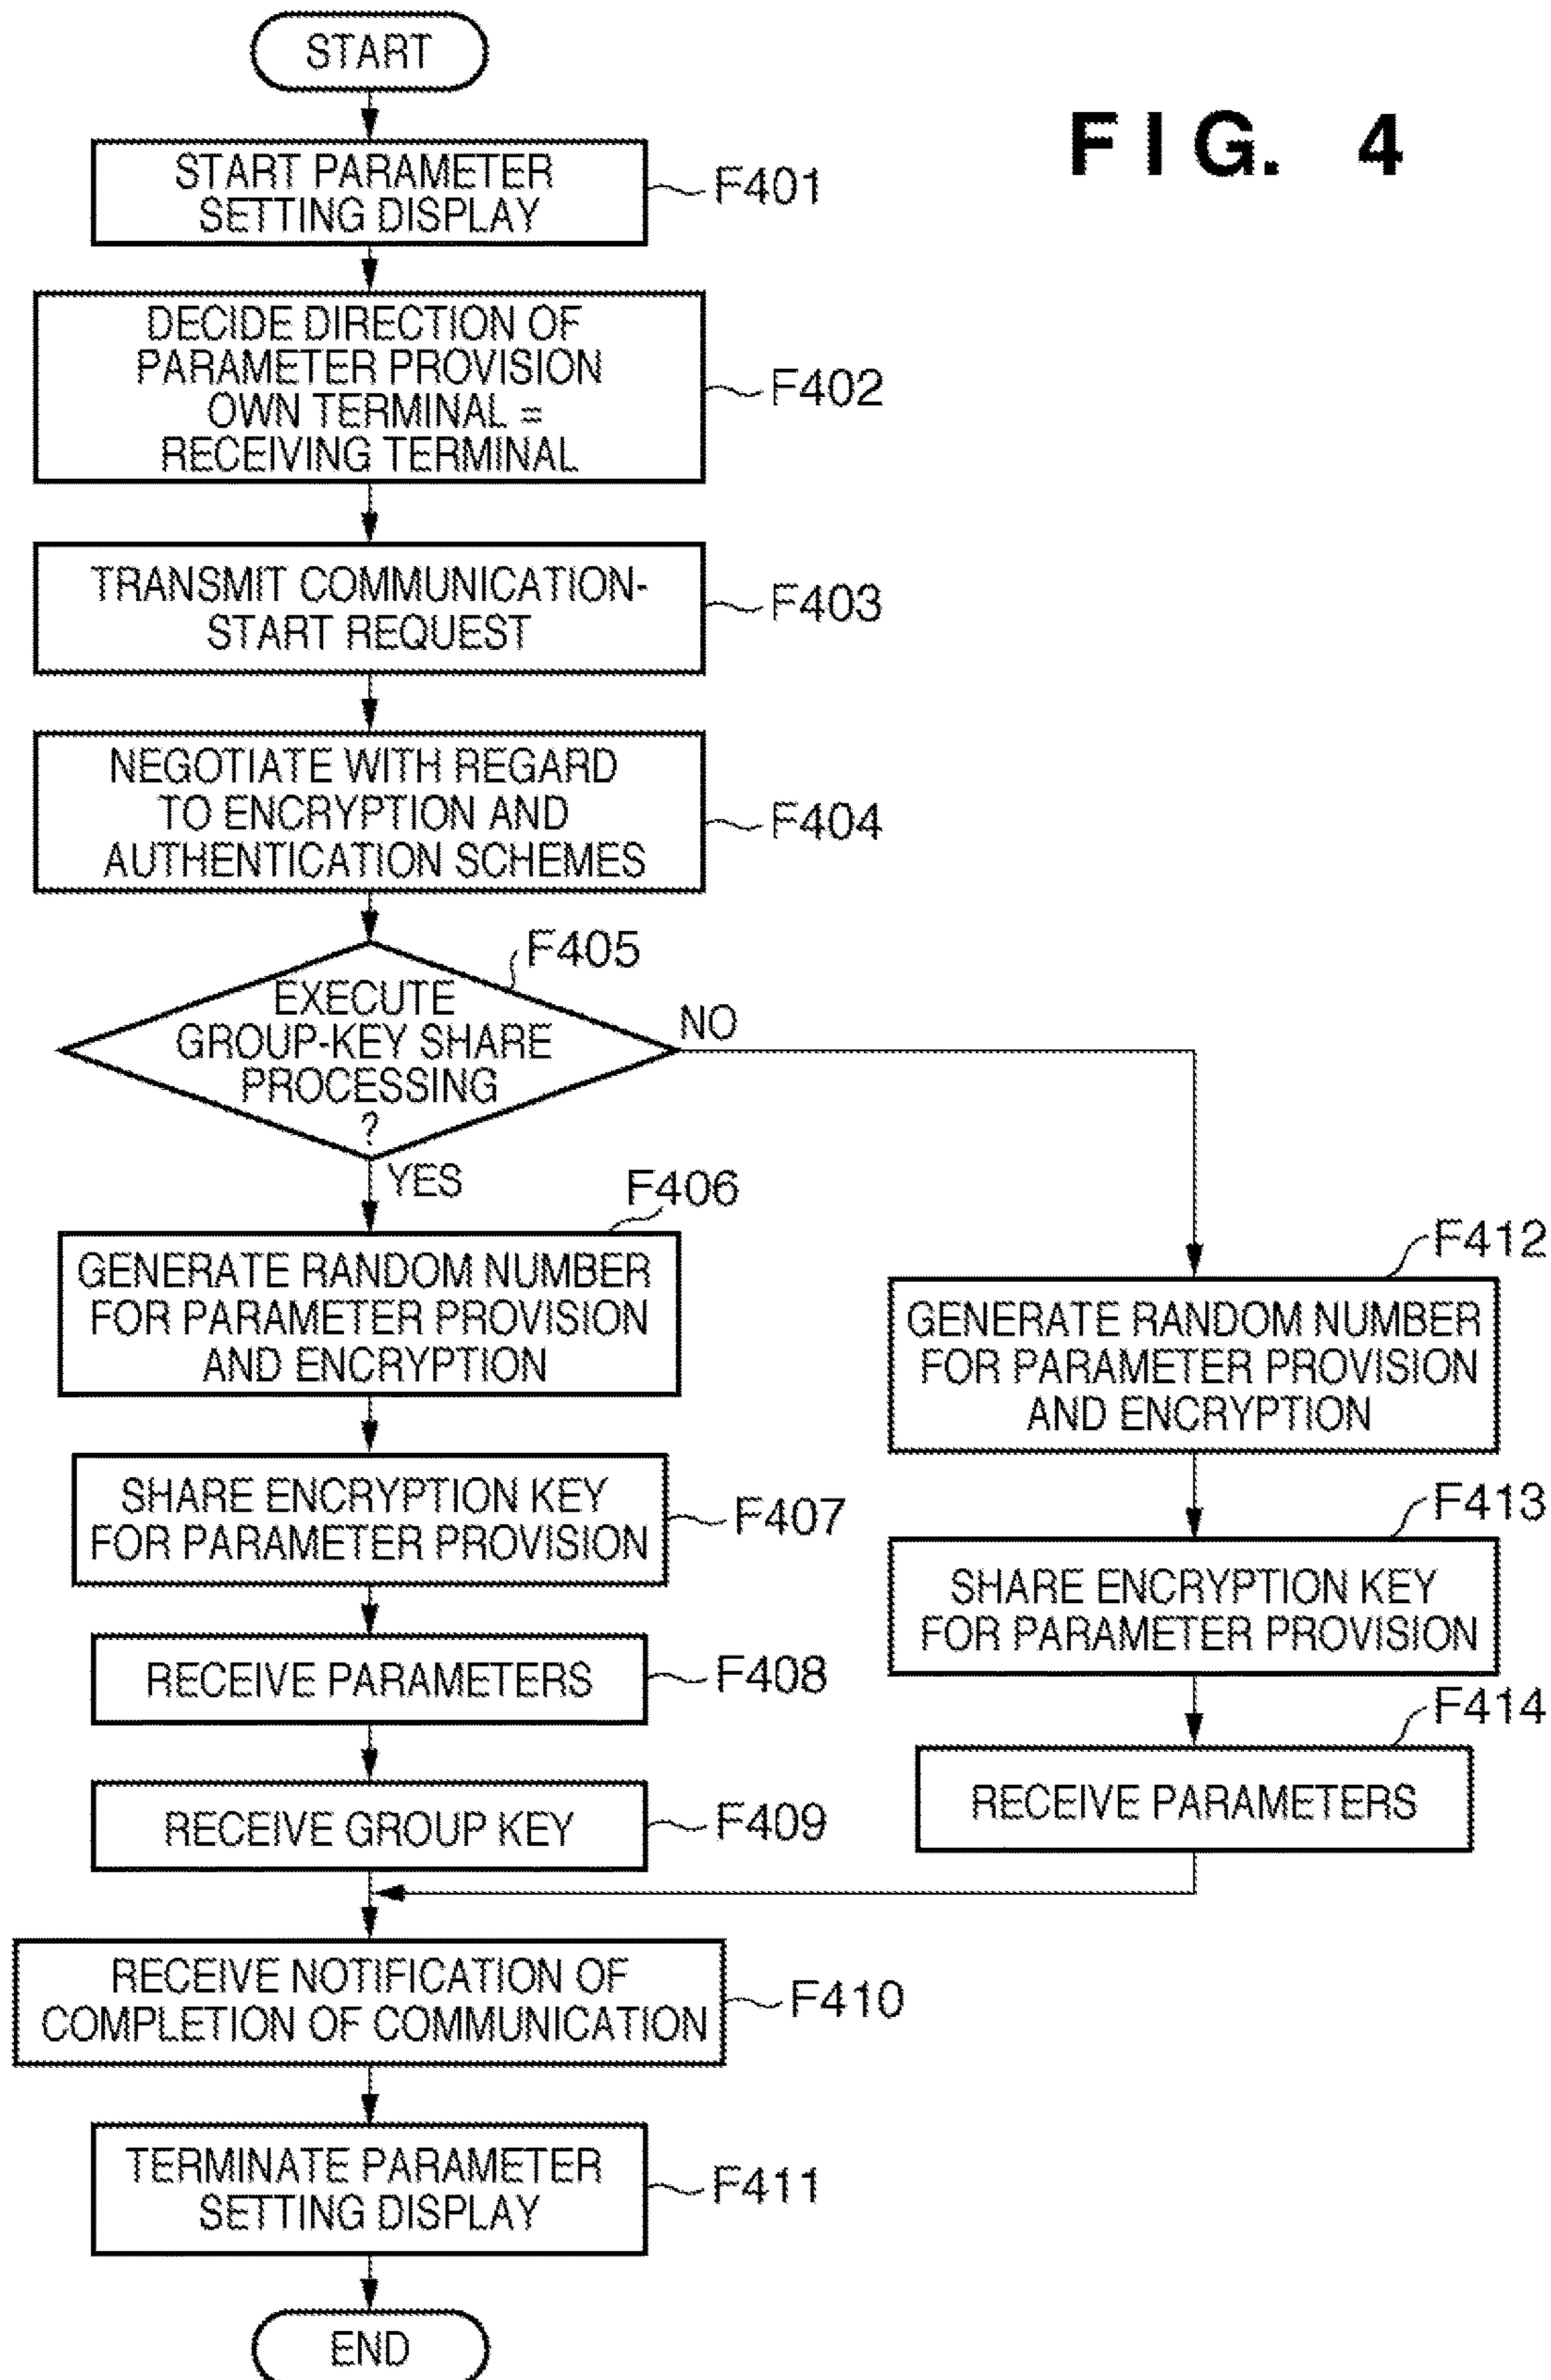 START
FIG. 4
START PARAMETER
SETTING DISPLAY
F401
DECIDE DIRECTION OF
PARAMETER PROVISION
OWN TERMINAL =
RECEIVING TERMINAL
F402
TRANSMIT COMMUNICATION-
START REQUEST
F403
NEGOTIATE WITH REGARD
TO ENCRYPTION AND
AUTHENTICATION SCHEMES
F404
F405
EXECUTE
GROUP-KEY SHARE
PROCESSING
?
NO
YES
F406
GENERATE RANDOM NUMBER
FOR PARAMETER PROVISION
AND ENCRYPTION
SHARE ENCRYPTION KEY
FOR PARAMETER PROVISION
F407
RECEIVE PARAMETERS
F408
RECEIVE GROUP KEY
F409
F412
GENERATE RANDOM NUMBER
FOR PARAMETER PROVISION
AND ENCRYPTION
F413
SHARE ENCRYPTION KEY
FOR PARAMETER PROVISION
F414
RECEIVE PARAMETERS
RECEIVE NOTIFICATION OF
COMPLETION OF COMMUNICATION
F410
TERMINATE PARAMETER
SETTING DISPLAY
F411
END